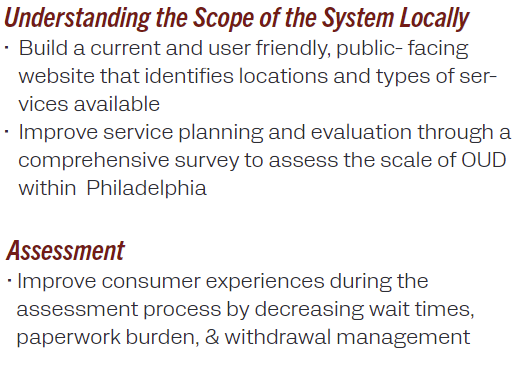 Understanding the Scope of the System Locally
· Build a current and user friendly, public- facing
website that identifies locations and types of ser-
vices available
· Improve service planning and evaluation through a
comprehensive survey to assess the scale of OUD
within  Philadelphia
Assessment
· Improve consumer experiences during the
assessment process by decreasing wait times,
paperwork burden, & withdrawal management